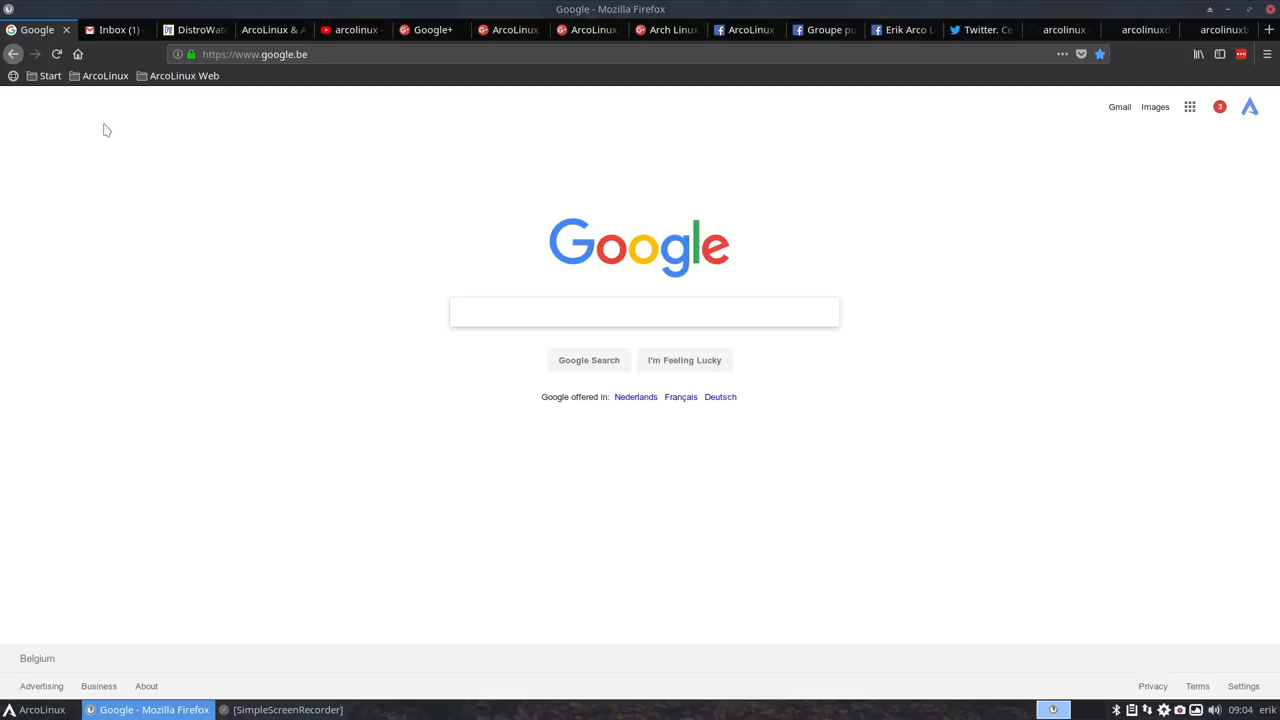 Google - Mozilla Firefox
Google
Inbox (1) -
DistroWat
ArcoLinux & A
arcolinux -
Google+
ArcoLinux
ArcoLinux
Arch Linux
ArcoLinux
Groupe pu
Erik Arco Li
Twitter. Ce
arcolinux
arcolinuxd
arcolinuxb
https://www.google.be
Start
ArcoLinux
ArcoLinux Web
Gmail
Images
3
Google
Google Search
I'm Feeling Lucky
Google offered in: Nederlands Français Deutsch
Belgium
Advertising
Business
About
Privacy
Terms
Settings
ArcoLinux
Google - Mozilla Firefox
[SimpleScreenRecorder]
09:04
erik